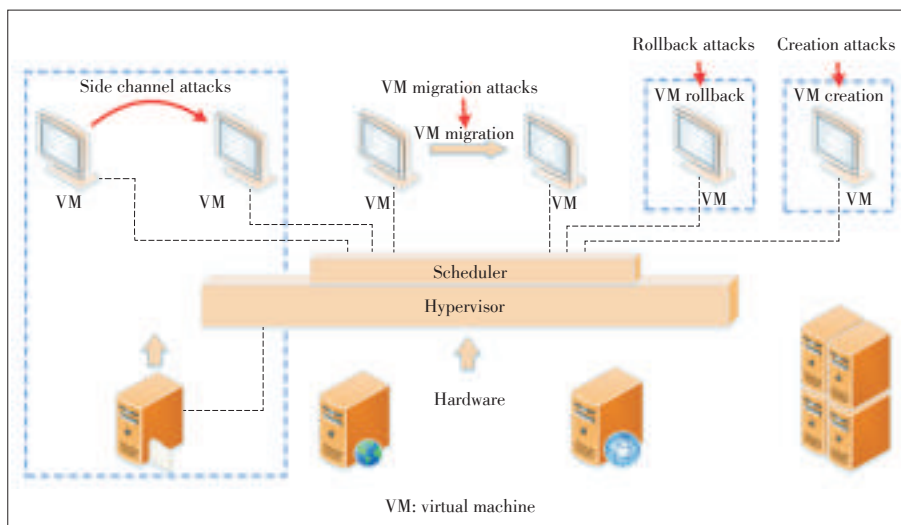 Rollback attacks
Creation attacks
Side channel attacks
VM migration attacks
VM rollback
VM creation
VM migration
VM
VM
VM
VM
VM
VM
Scheduler
Hypervisor
Hardware
VM: virtual machine